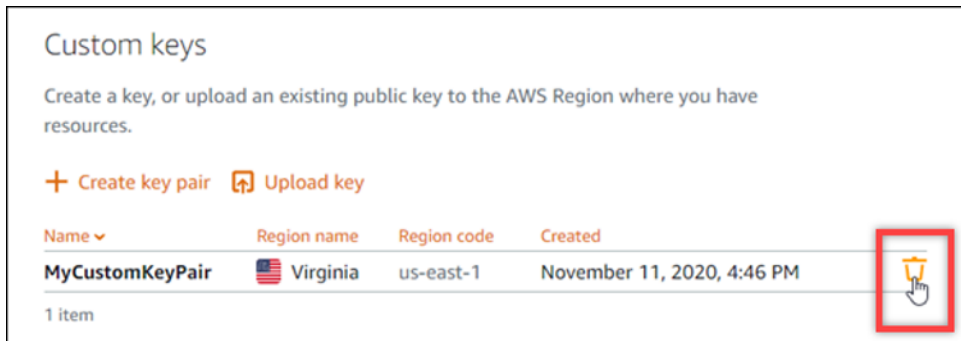 Custom keys
Create a key, or upload an existing public key to the AWS Region where you have
resources.
Create key pair Upload key
Name Region name Region code Created
MyCustomKeyPair Virginia us-east-1 November 11, 2020, 4:46 PM
1 item